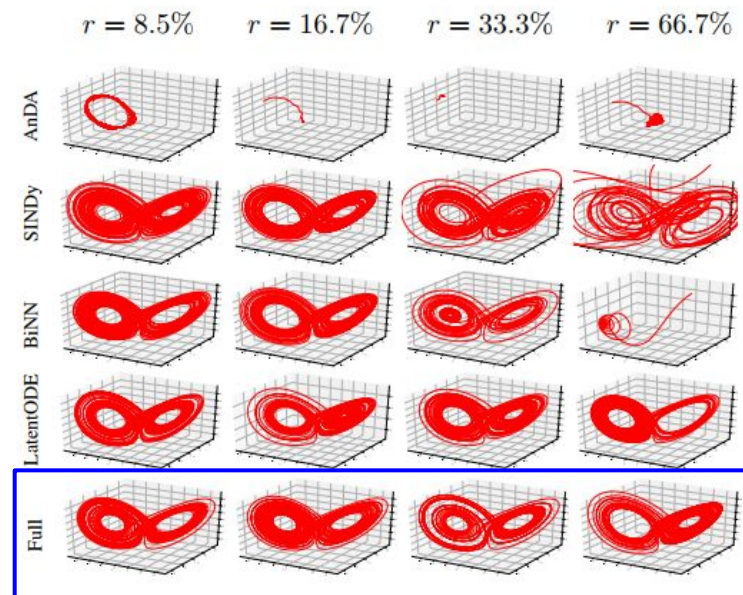 r = 8.5% r = 16.7% r = 33.3% r = 66.7%
AnDA
SINDy
BiNN
LatentODE
Full